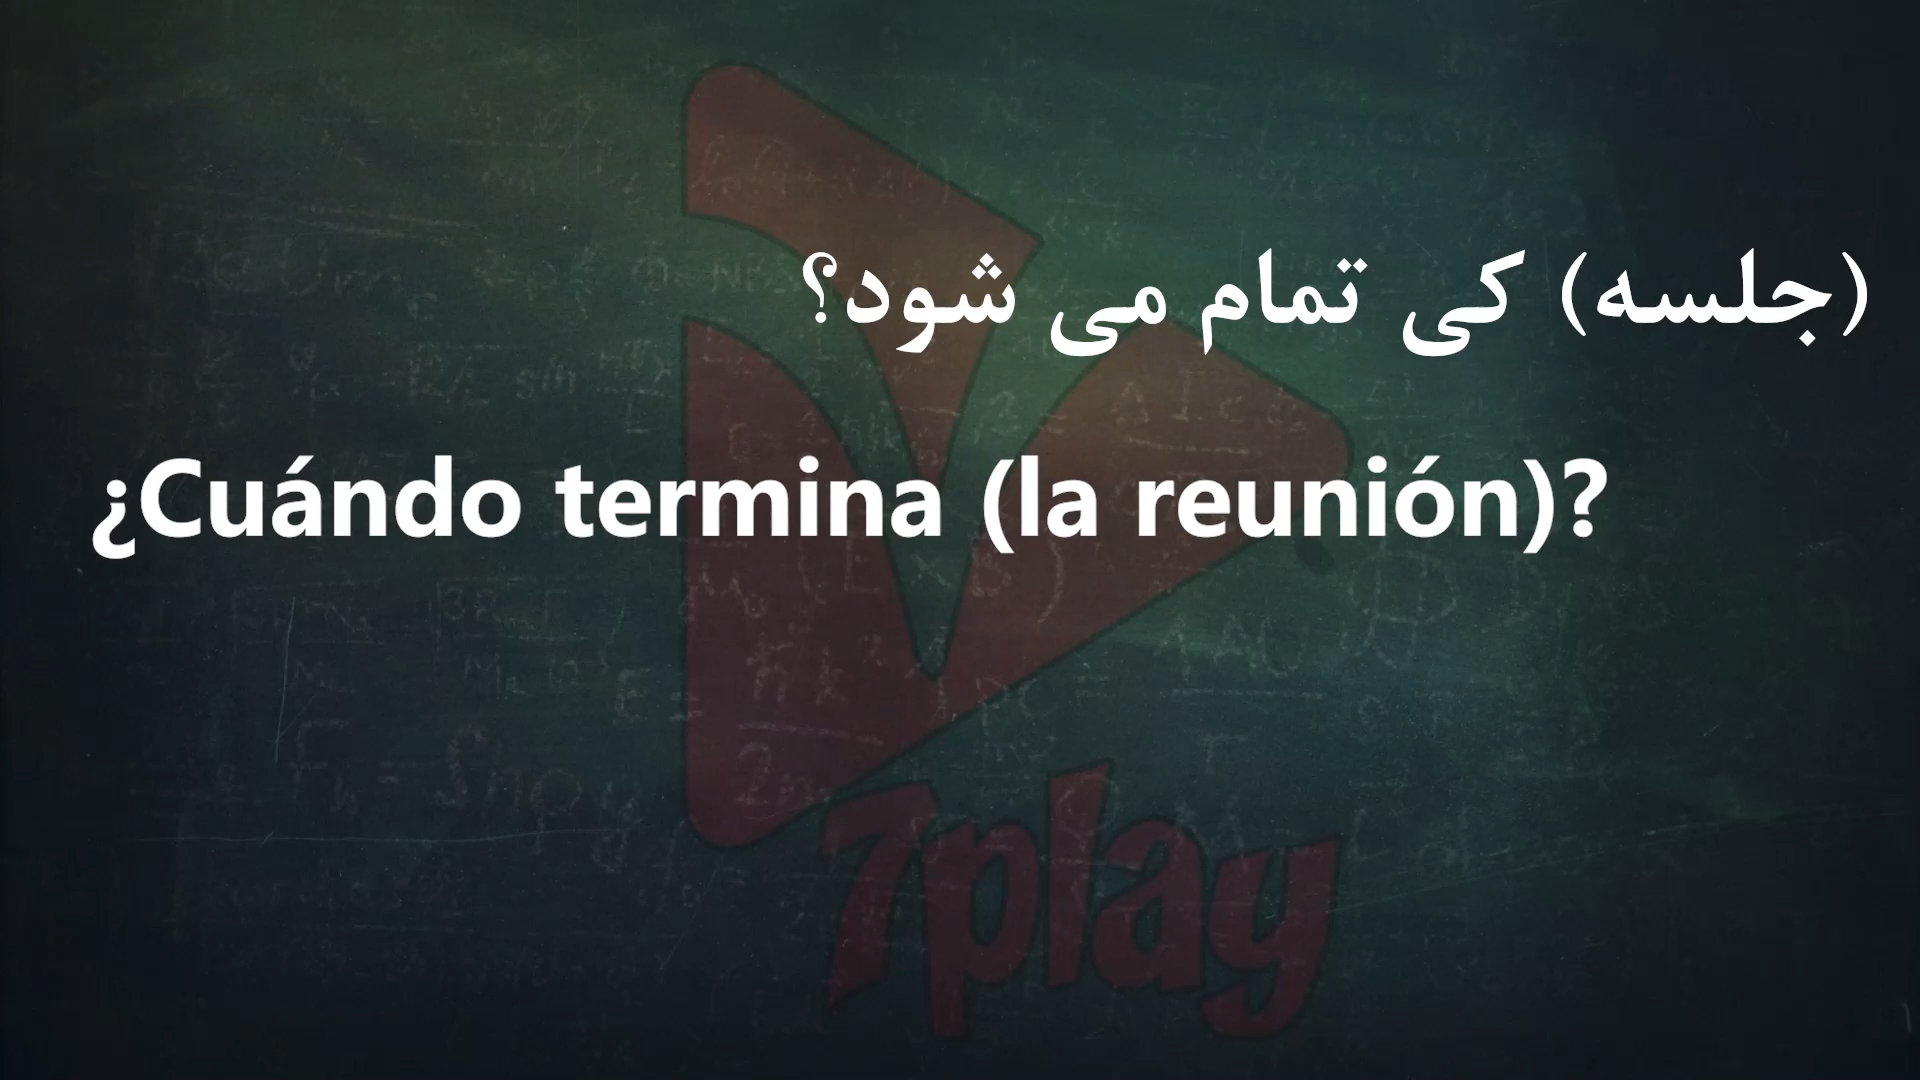 (جلسه) کی تمام می شود؟
¿Cuándo termina (la reunión)?
7play